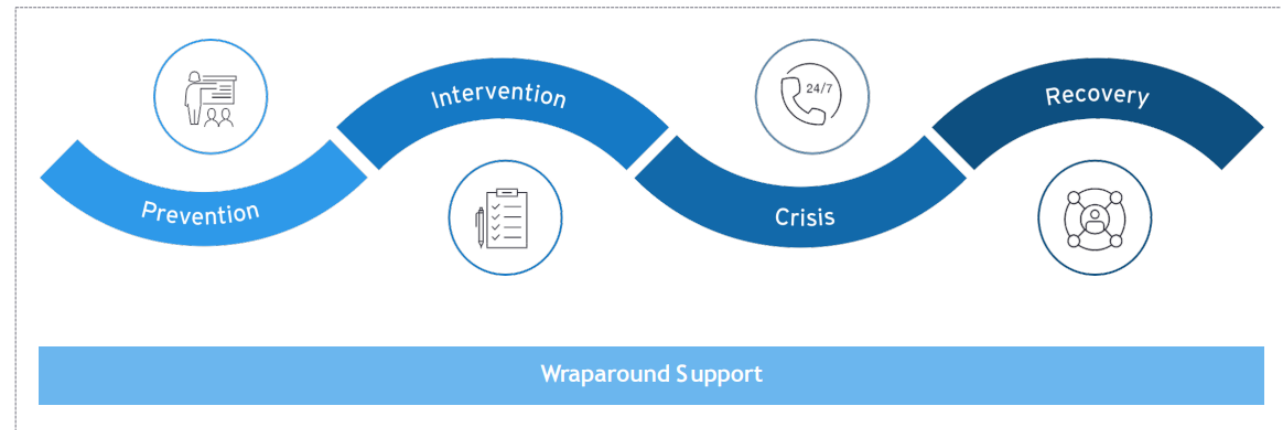 Prevention
Intervention
24/7
Crisis
Recovery
Wraparound Support